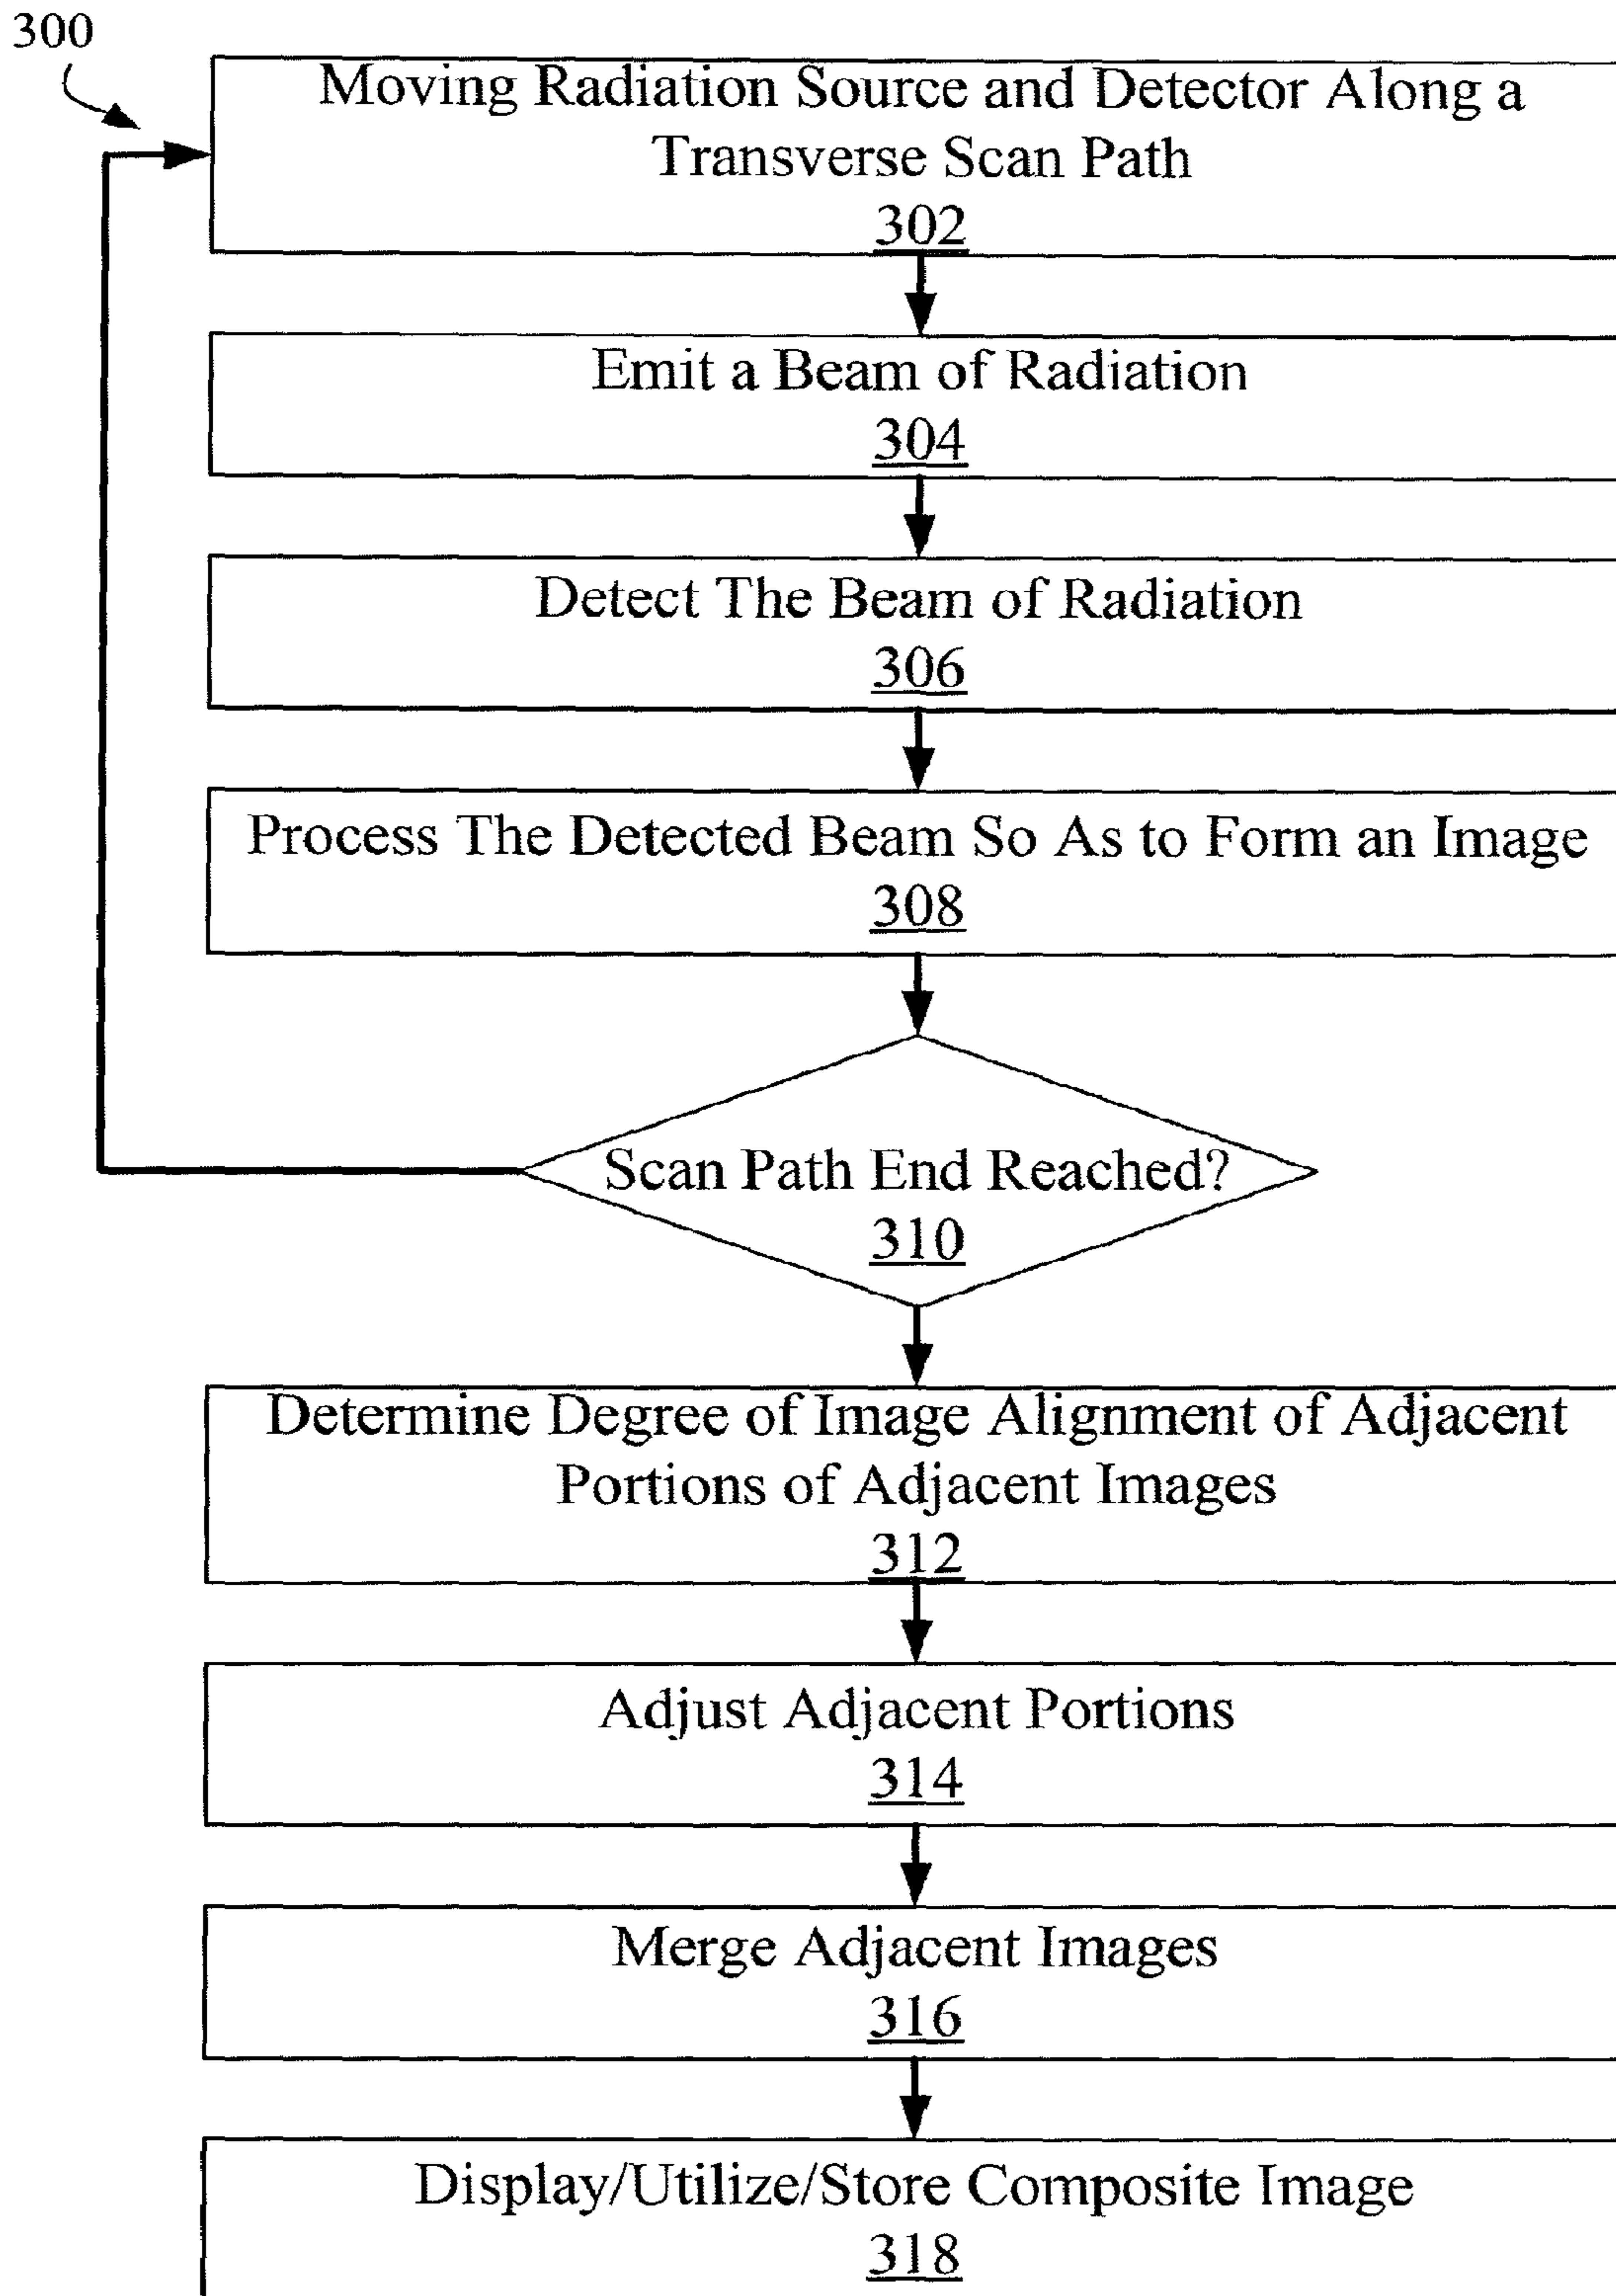 300
Moving Radiation Source and Detector Along a
Transverse Scan Path
302
Emit a Beam of Radiation
304
Detect The Beam of Radiation
306
Process The Detected Beam So As to Form an Image
308
Scan Path End Reached?
310
Determine Degree of Image Alignment of Adjacent
Portions of Adjacent Images
312
Adjust Adjacent Portions
314
Merge Adjacent Images
316
Display/Utilize/Store Composite Image
318